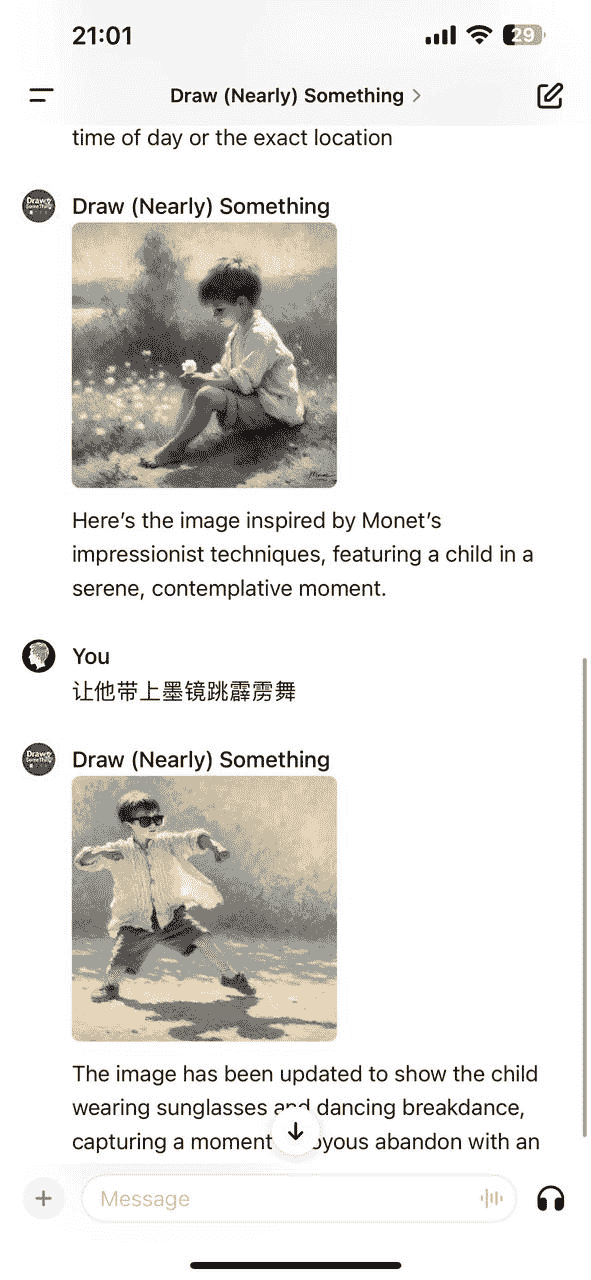 21:01
29
Draw (Nearly) Something >
time of day or the exact location
Draw (Nearly) Something
Here's the image inspired by Monet's
impressionist techniques, featuring a child in a
serene, contemplative moment.
You
让他带上墨镜跳霹雳舞
Draw (Nearly) Something
The image has been updated to show the child
wearing sunglasses and dancing breakdance,
capturing a moment joyous abandon with an
Message